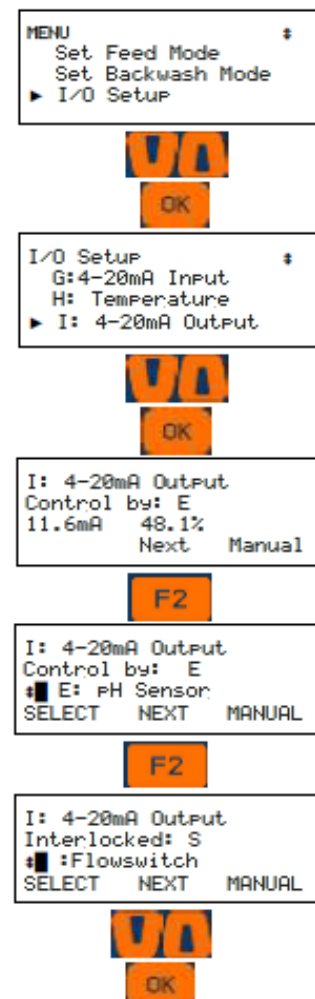 MENU
Set Feed Mode
Set Backwash Mode
► I/O Setup
OK
I/O Setup
G:4-20mA Input
H: Temperature
► I: 4-20mA Output
OK
I: 4-20mA Output
Control by: E
11.6mA 48.1%
Next Manual
F2
I: 4-20mA Output
Control by: E
E: pH Sensor
SELECT NEXT MANUAL
F2
I: 4-20mA Output
Interlocked: S
:Flowswitch
SELECT NEXT MANUAL
OK